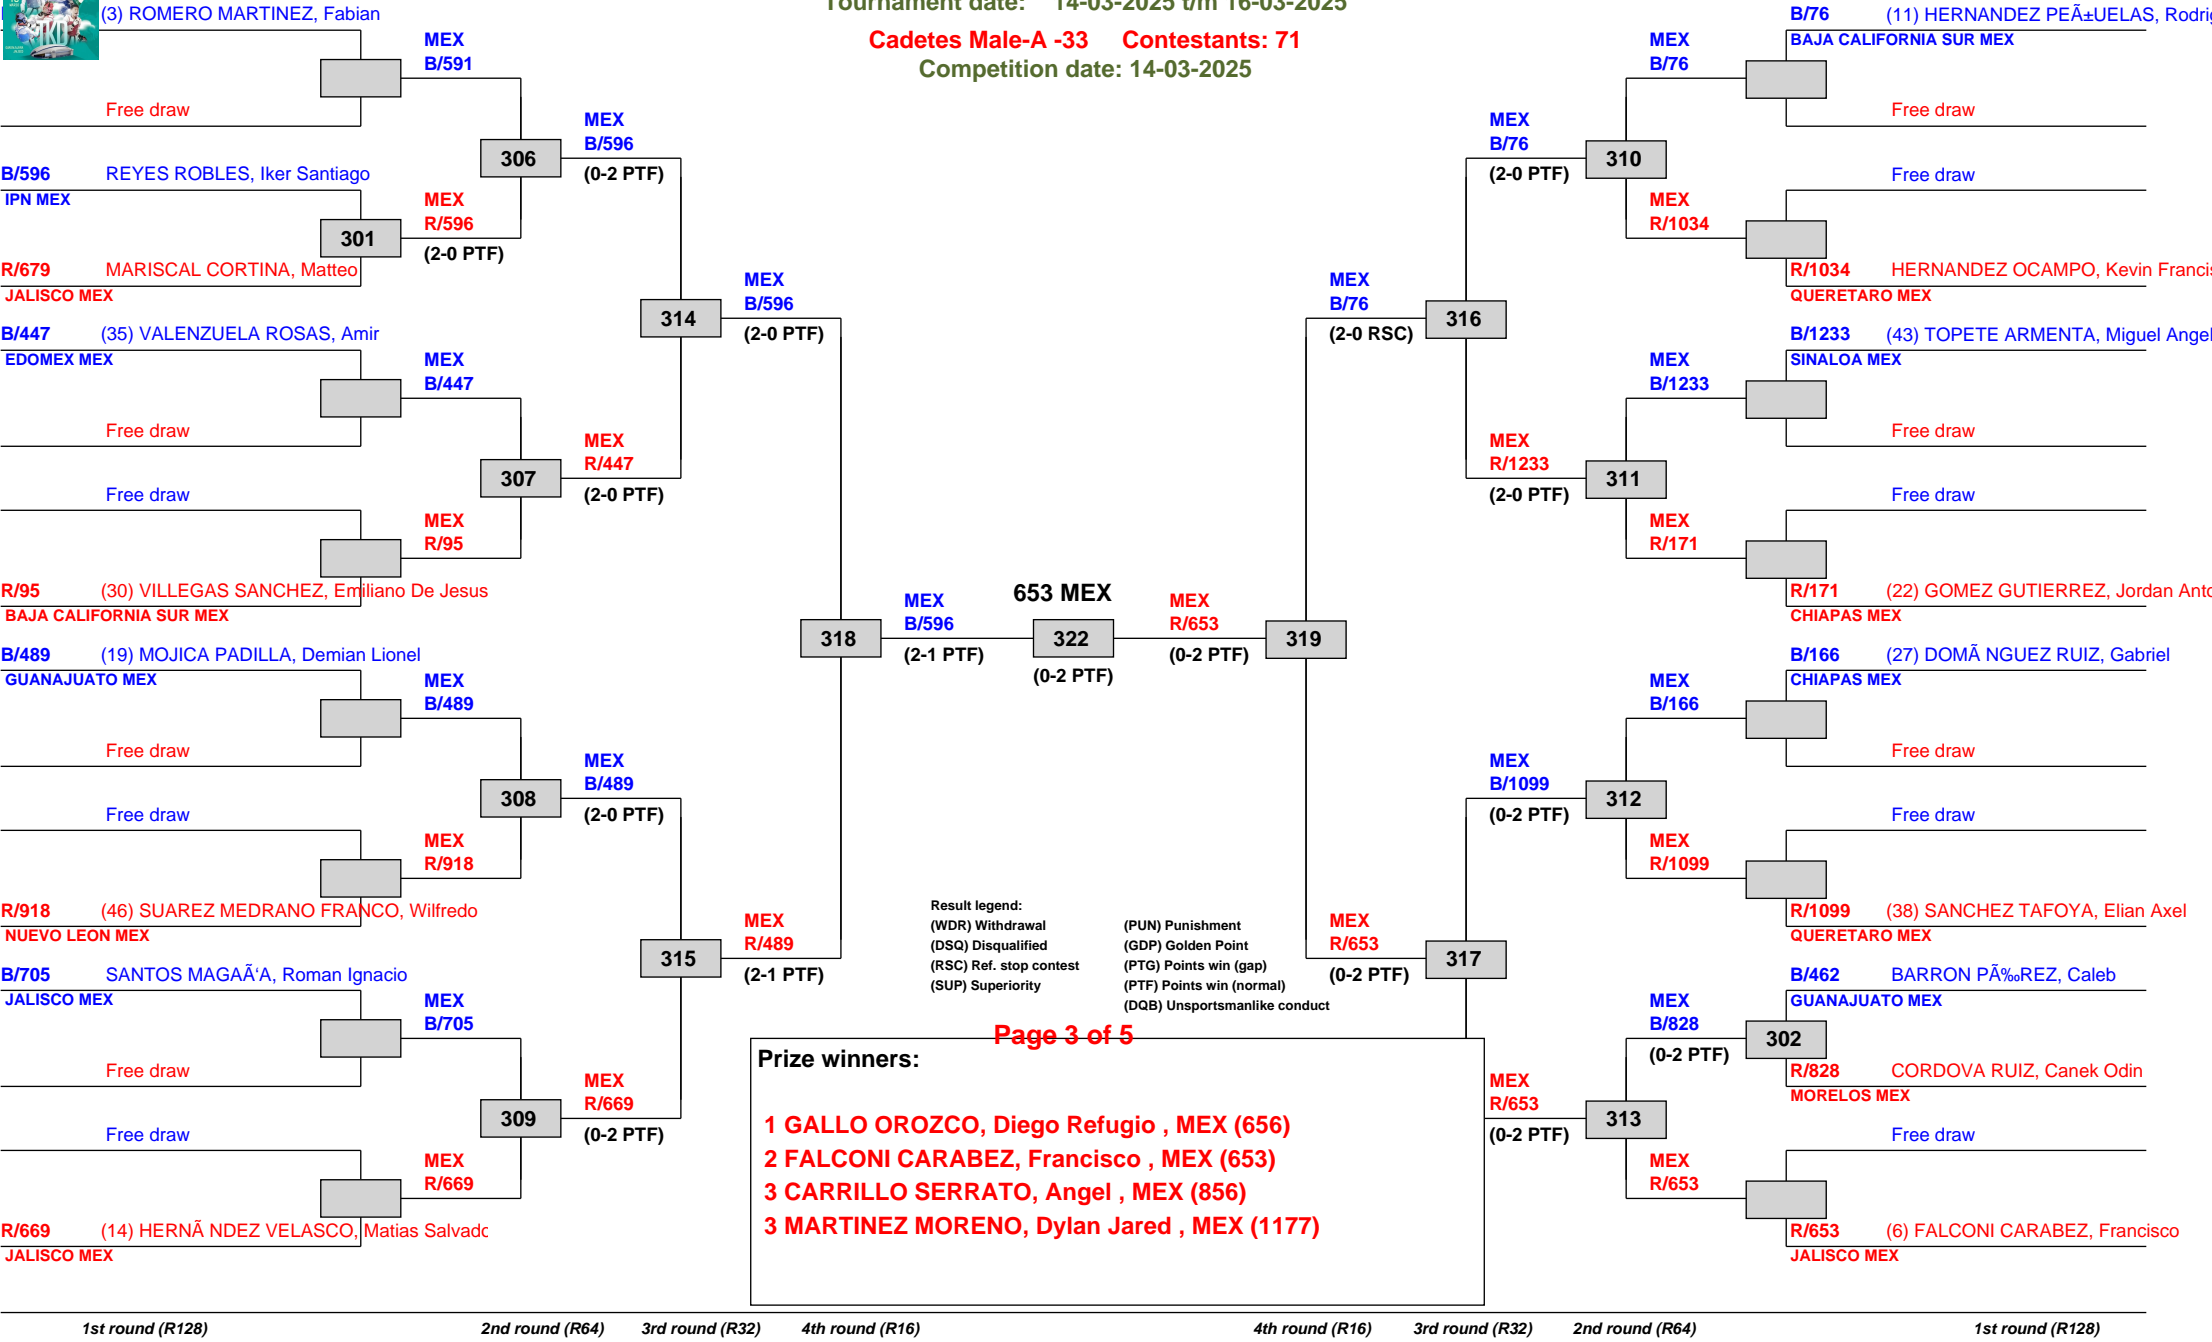 (3) ROMERO MARTINEZ, Fabian
Free draw
B/596 REYES ROBLES, Iker Santiago
IPN MEX
R/679 MARISCAL CORTINA, Matteo
JALISCO MEX
B/447 (35) VALENZUELA ROSAS, Amir
EDOMEX MEX
Free draw
Free draw
R/95 (30) VILLEGAS SANCHEZ, Emiliano De Jesus
BAJA CALIFORNIA SUR MEX
B/489 (19) MOJICA PADILLA, Demian Lionel
GUANAJUATO MEX
Free draw
Free draw
R/918 (46) SUAREZ MEDRANO FRANCO, Wilfredo
NUEVO LEON MEX
B/705 SANTOS MAGAÃ‘A, Roman Ignacio
JALISCO MEX
Free draw
Free draw
R/669 (14) HERNÃ NDEZ VELASCO, Matias Salvado
JALISCO MEX
301
MEX
B/591
MEX
R/596
(2-0 PTF)
MEX
B/447
MEX
R/95
MEX
B/489
MEX
R/918
MEX
B/705
MEX
R/669
306
307
308
309
MEX
B/596
(0-2 PTF)
MEX
R/447
(2-0 PTF)
MEX
B/489
(2-0 PTF)
MEX
R/669
(0-2 PTF)
314
315
MEX
B/596
(2-0 PTF)
MEX
R/489
(2-1 PTF)
318
MEX
B/596
(2-1 PTF)
Tournament date: 14-03-2025 t/m 16-03-2025
Cadetes Male-A -33 Contestants: 71
Competition date: 14-03-2025
653 MEX
322
(0-2 PTF)
MEX
R/653
(0-2 PTF)
319
MEX
B/76
(2-0 RSC)
MEX
R/653
(0-2 PTF)
316
317
MEX
B/76
(2-0 PTF)
MEX
R/1233
(2-0 PTF)
MEX
B/1099
(0-2 PTF)
MEX
R/653
(0-2 PTF)
310
311
312
313
MEX
B/76
MEX
R/1034
MEX
B/1233
MEX
R/171
MEX
B/166
MEX
R/1099
MEX
B/828
(0-2 PTF)
MEX
R/653
302
B/76 (11) HERNANDEZ PEÃ±UELAS, Rodrig
BAJA CALIFORNIA SUR MEX
Free draw
Free draw
R/1034 HERNANDEZ OCAMPO, Kevin Francis
QUERETARO MEX
B/1233 (43) TOPETE ARMENTA, Miguel Angel
SINALOA MEX
Free draw
Free draw
R/171 (22) GOMEZ GUTIERREZ, Jordan Anto
CHIAPAS MEX
B/166 (27) DOMÃ NGUEZ RUIZ, Gabriel
CHIAPAS MEX
Free draw
Free draw
R/1099 (38) SANCHEZ TAFOYA, Elian Axel
QUERETARO MEX
B/462 BARRON PÃ‰REZ, Caleb
GUANAJUATO MEX
R/828 CORDOVA RUIZ, Canek Odin
MORELOS MEX
Free draw
R/653 (6) FALCONI CARABEZ, Francisco
JALISCO MEX
Result legend:
(WDR) Withdrawal (PUN) Punishment
(DSQ) Disqualified (GDP) Golden Point
(RSC) Ref. stop contest (PTG) Points win (gap)
(SUP) Superiority (PTF) Points win (normal)
(DQB) Unsportsmanlike conduct
Page 3 of 5
Prize winners:
1 GALLO OROZCO, Diego Refugio , MEX (656)
2 FALCONI CARABEZ, Francisco , MEX (653)
3 CARRILLO SERRATO, Angel , MEX (856)
3 MARTINEZ MORENO, Dylan Jared , MEX (1177)
1st round (R128) 2nd round (R64) 3rd round (R32) 4th round (R16) 4th round (R16) 3rd round (R32) 2nd round (R64) 1st round (R128)